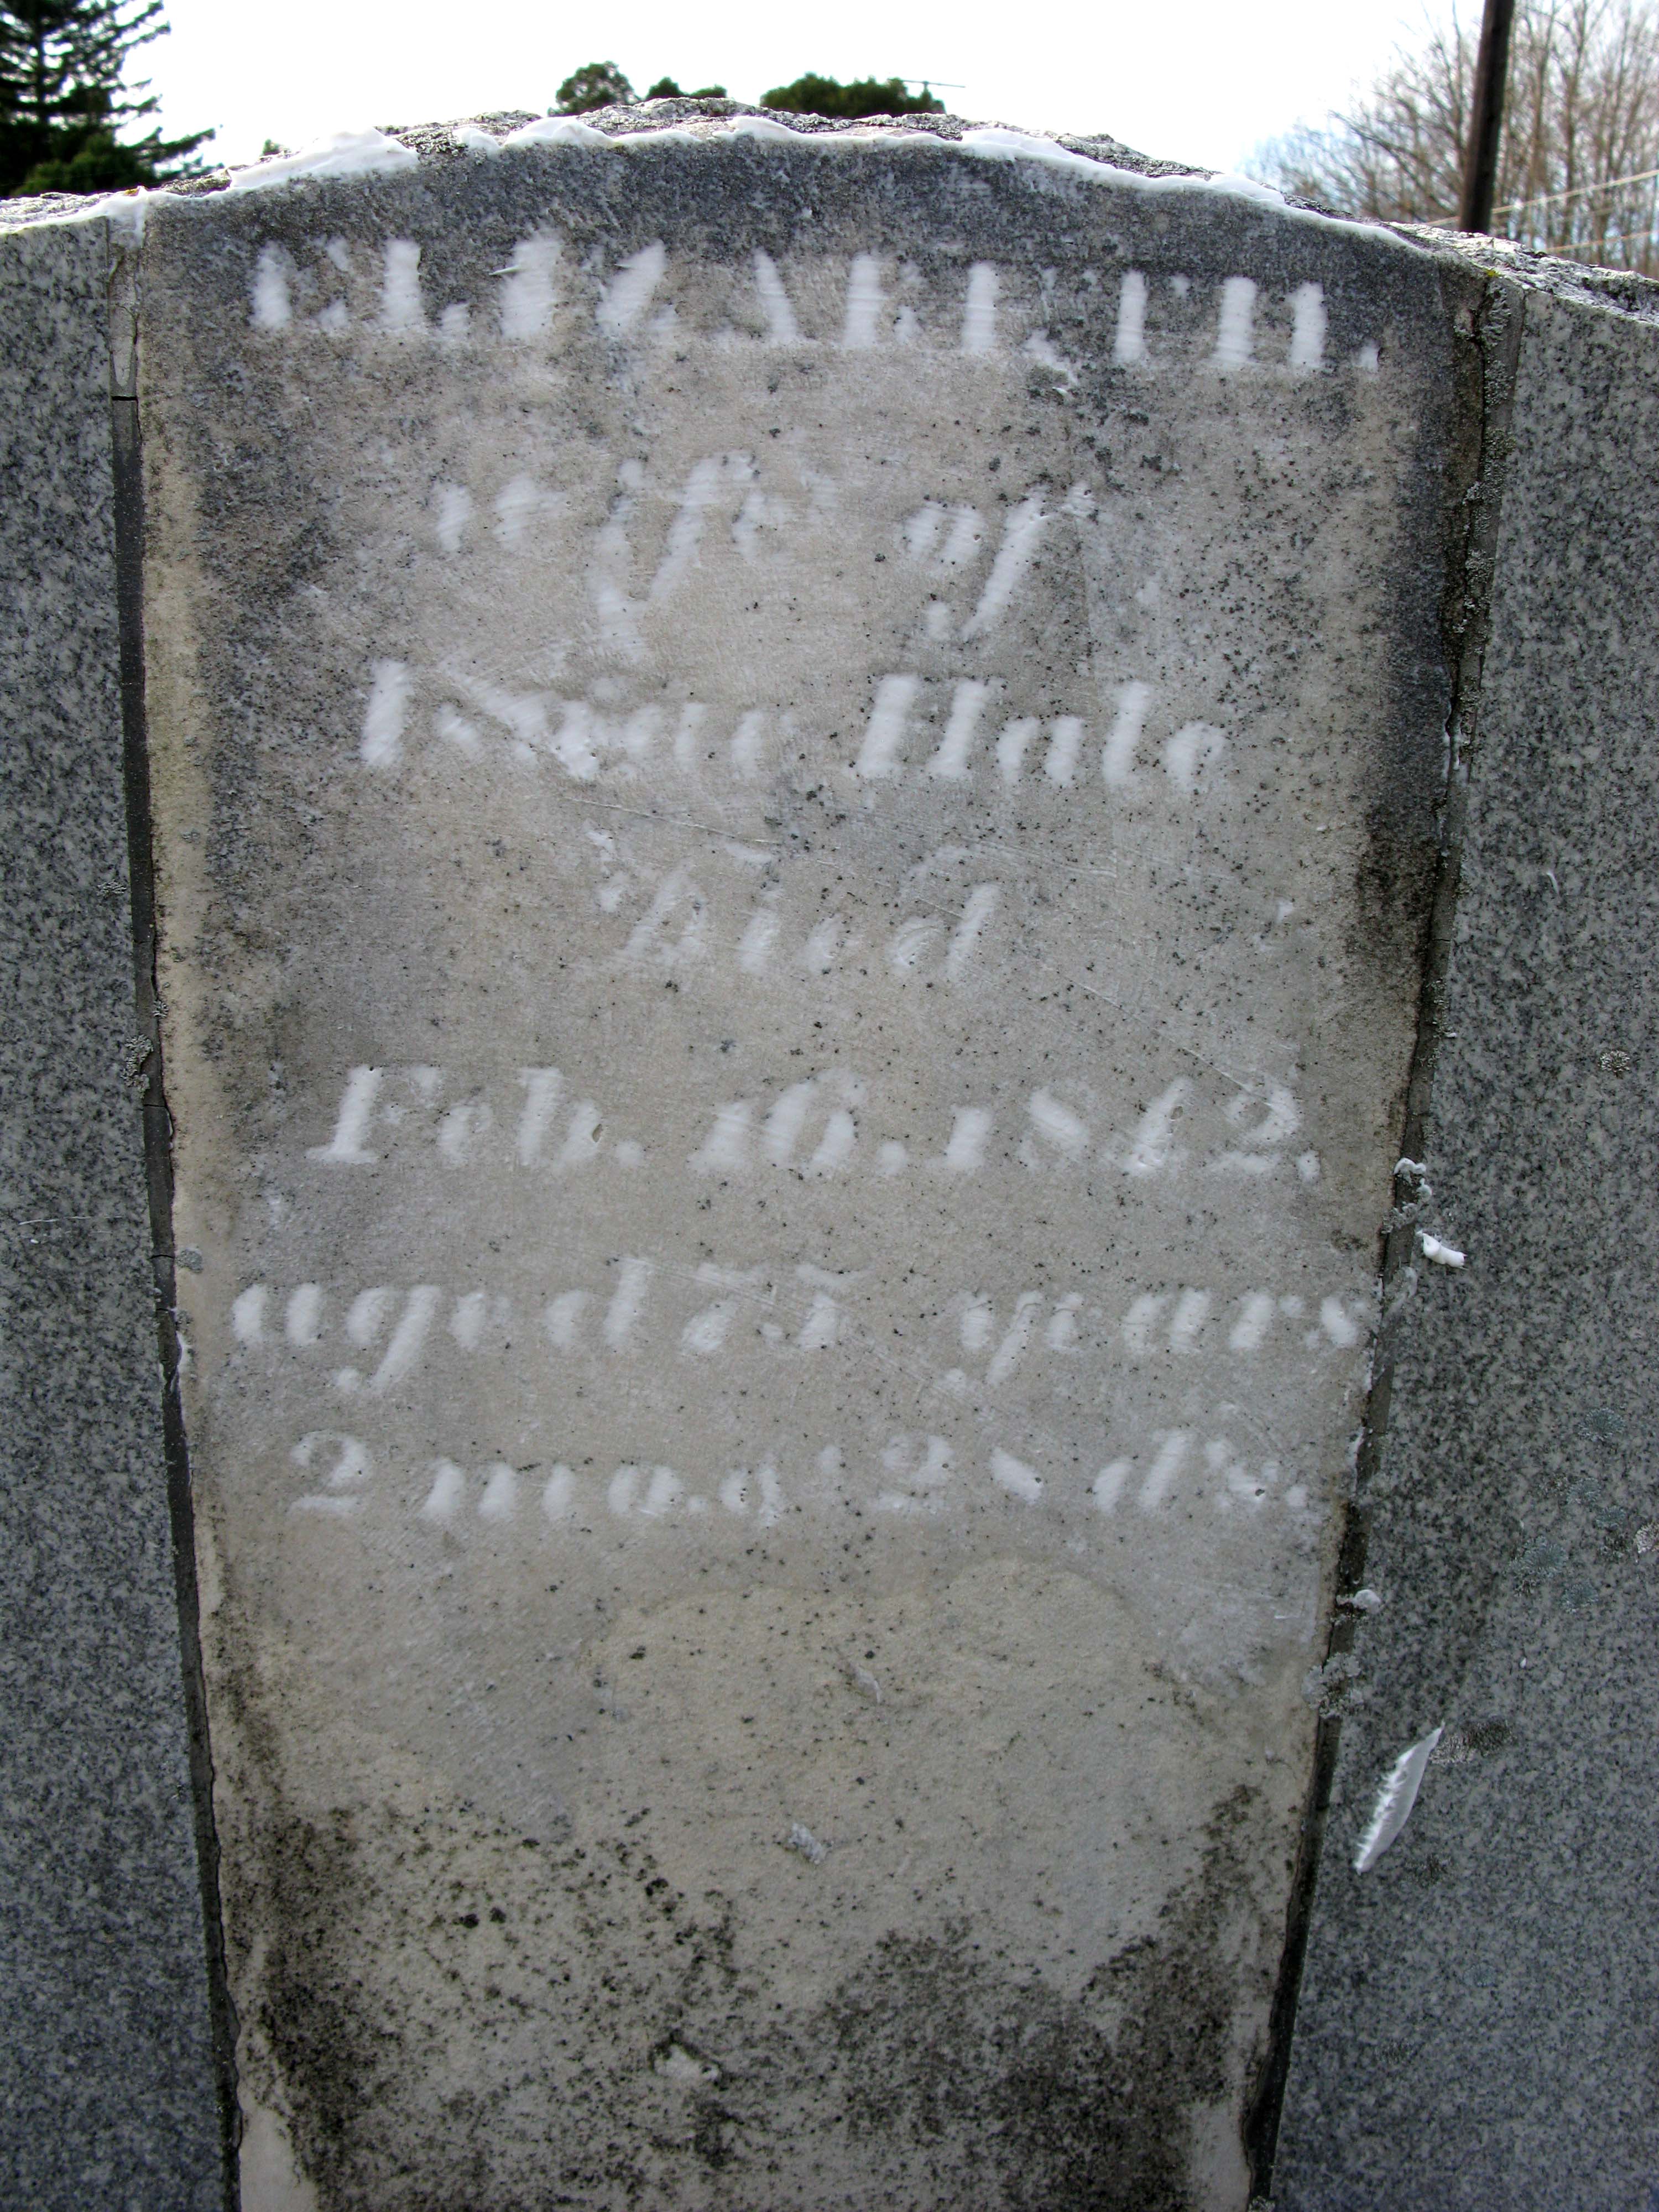 ELIZABETH.
wife of
Isaac Hale
Died
Feb. 16. 1842.
aged 75 years
2 mo. & 28 ds.